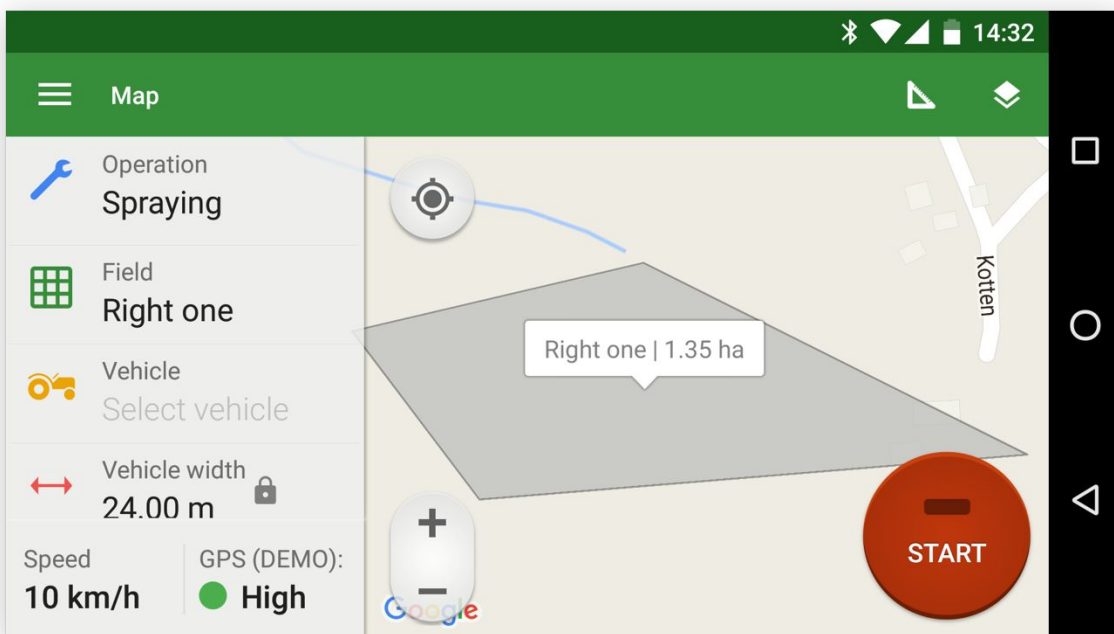 14:32
Map
Operation
Spraying
Field
Right one
Vehicle
Select vehicle
Vehicle width
24.00 m
Speed
10 km/h
GPS (DEMO):
High
Right one | 1.35 ha
Kotten
START
Google